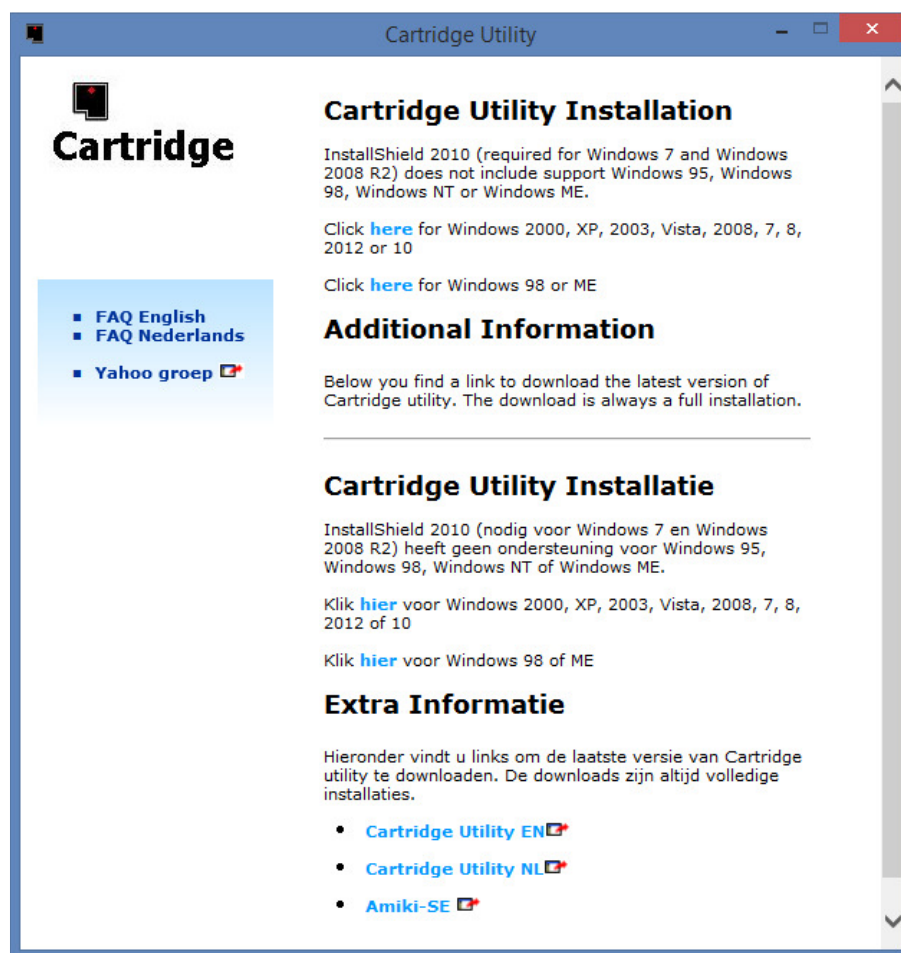 Cartridge Utility
Cartridge
FAQ English
FAQ Nederlands
Yahoo groep
Cartridge Utility Installation
InstallShield 2010 (required for Windows 7 and Windows
2008 R2) does not include support Windows 95, Windows
98, Windows NT or Windows ME.
Click here for Windows 2000, XP, 2003, Vista, 2008, 7, 8,
2012 or 10
Click here for Windows 98 or ME
Additional Information
Below you find a link to download the latest version of
Cartridge utility. The download is always a full installation.
Cartridge Utility Installatie
InstallShield 2010 (nodig voor Windows 7 en Windows
2008 R2) heeft geen ondersteuning voor Windows 95,
Windows 98, Windows NT of Windows ME.
Klik hier voor Windows 2000, XP, 2003, Vista, 2008, 7, 8,
2012 of 10
Klik hier voor Windows 98 of ME
Extra Informatie
Hieronder vindt u links om de laatste versie van Cartridge
utility te downloaden. De downloads zijn altijd volledige
installaties.
Cartridge Utility EN
Cartridge Utility NL
Amiki-SE